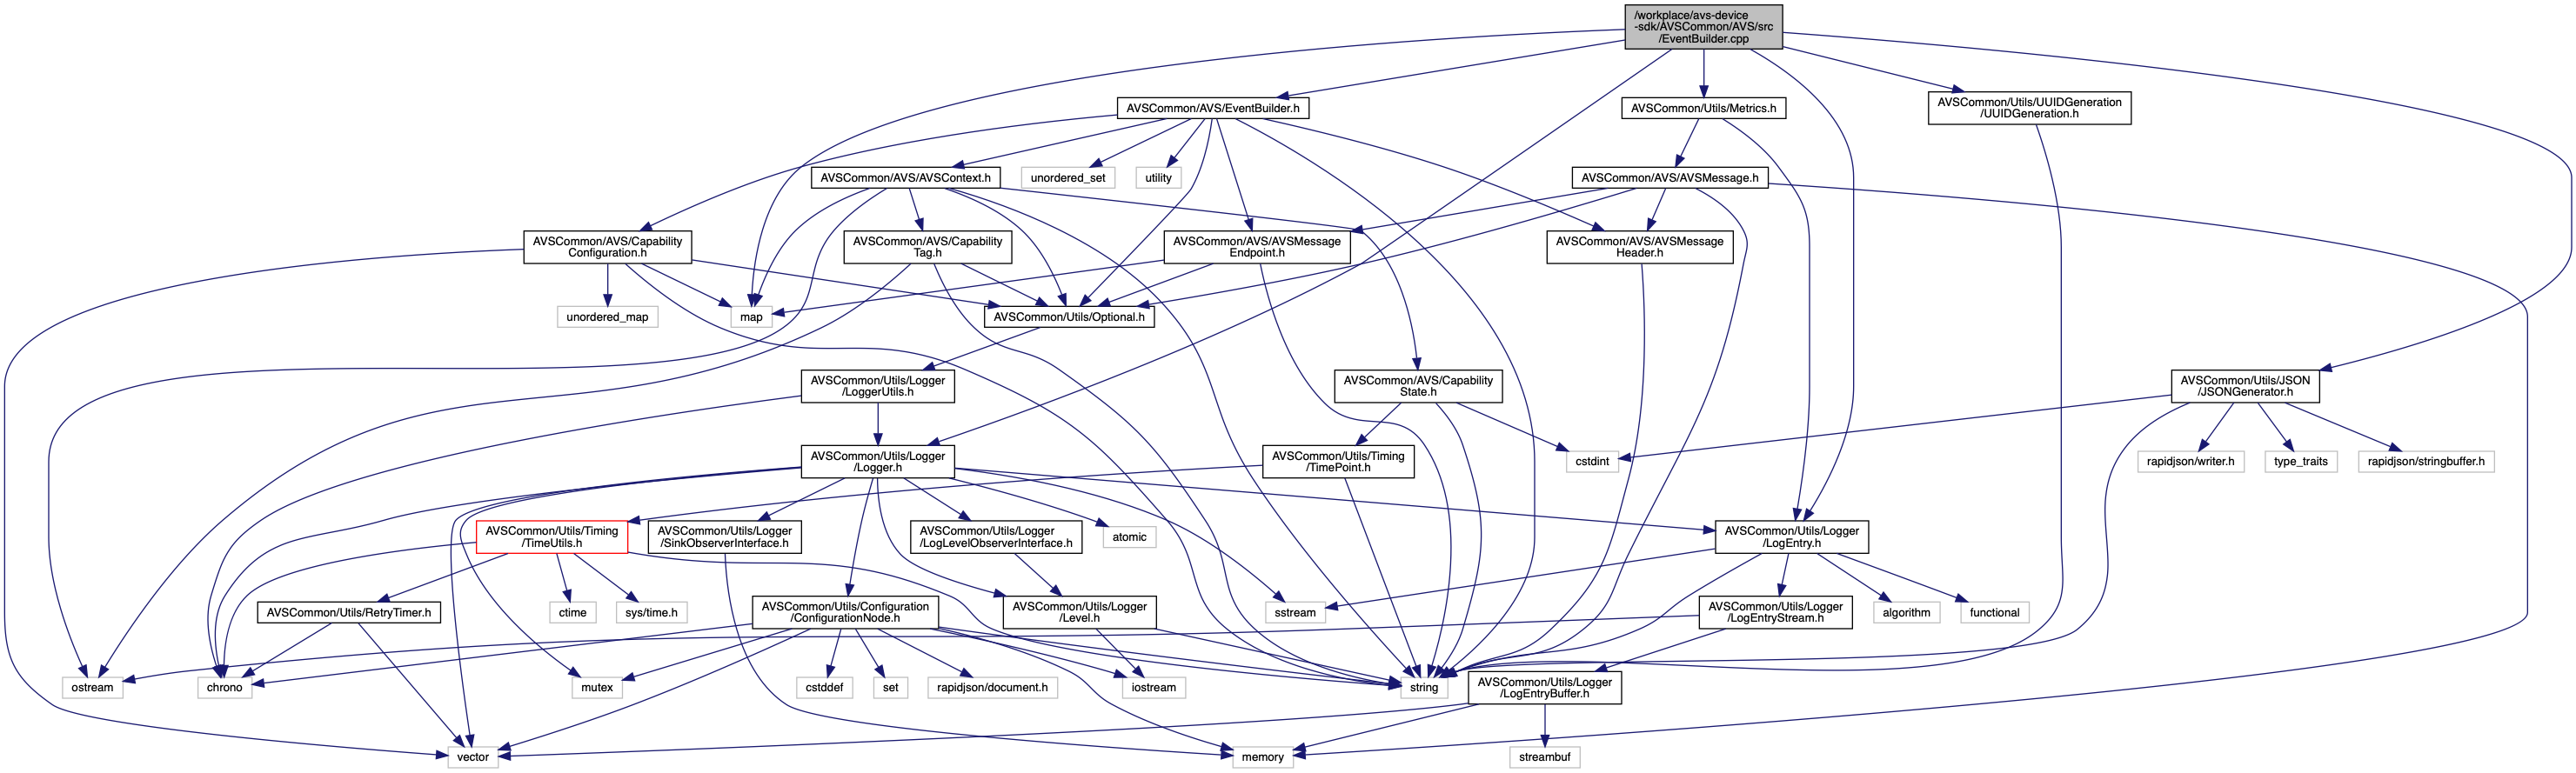 /workplace/avs-device
-sdk/AVSCommon/AVS/src
/EventBuilder.cpp
AVSCommon/AVS/EventBuilder.h
AVSCommon/Utils/Metrics.h
AVSCommon/Utils/UUIDGeneration
/UUIDGeneration.h
AVSCommon/AVS/AVSContext.h
unordered_set
utility
AVSCommon/AVS/AVSMessage.h
AVSCommon/AVS/Capability
Configuration.h
AVSCommon/AVS/Capability
Tag.h
AVSCommon/AVS/AVSMessage
Endpoint.h
AVSCommon/AVS/AVSMessage
Header.h
unordered_map
map
AVSCommon/Utils/Optional.h
AVSCommon/Utils/Logger
/LoggerUtils.h
AVSCommon/AVS/Capability
State.h
AVSCommon/Utils/JSON
/JSONGenerator.h
AVSCommon/Utils/Logger
/Logger.h
AVSCommon/Utils/Timing
/TimePoint.h
cstdint
rapidjson/writer.h
type_traits
rapidjson/stringbuffer.h
AVSCommon/Utils/Timing
/TimeUtils.h
AVSCommon/Utils/Logger
/SinkObserverInterface.h
AVSCommon/Utils/Logger
/LogLevelObserverInterface.h
atomic
AVSCommon/Utils/Logger
/LogEntry.h
AVSCommon/Utils/RetryTimer.h
ctime
sys/time.h
AVSCommon/Utils/Configuration
/ConfigurationNode.h
AVSCommon/Utils/Logger
/Level.h
sstream
AVSCommon/Utils/Logger
/LogEntryStream.h
algorithm
functional
ostream
chrono
mutex
cstddef
set
rapidjson/document.h
iostream
string
AVSCommon/Utils/Logger
/LogEntryBuffer.h
vector
memory
streambuf